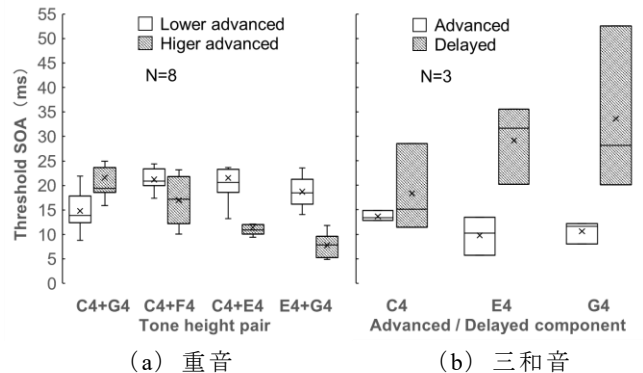 Threshold SOA (ms)
55
50
45
40
35
30
25
20
15
10
5
0
Lower advanced
Higer advanced
N=8
C4+G4 C4+F4 C4+E4 E4+G4
Tone height pair
(a) 重音
Advanced
Delayed
N=3
C4 E4 G4
Advanced / Delayed component
(b) 三和音